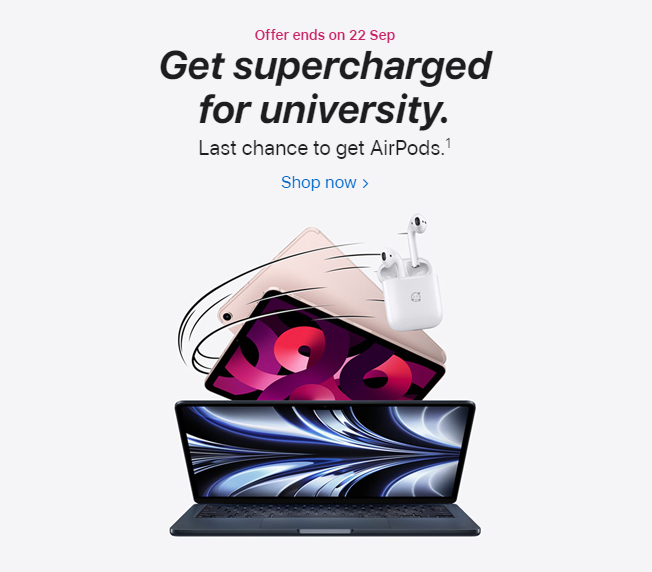 Offer ends on 22 Sep
Get supercharged
for university.
Last chance to get AirPods.1
Shop now >